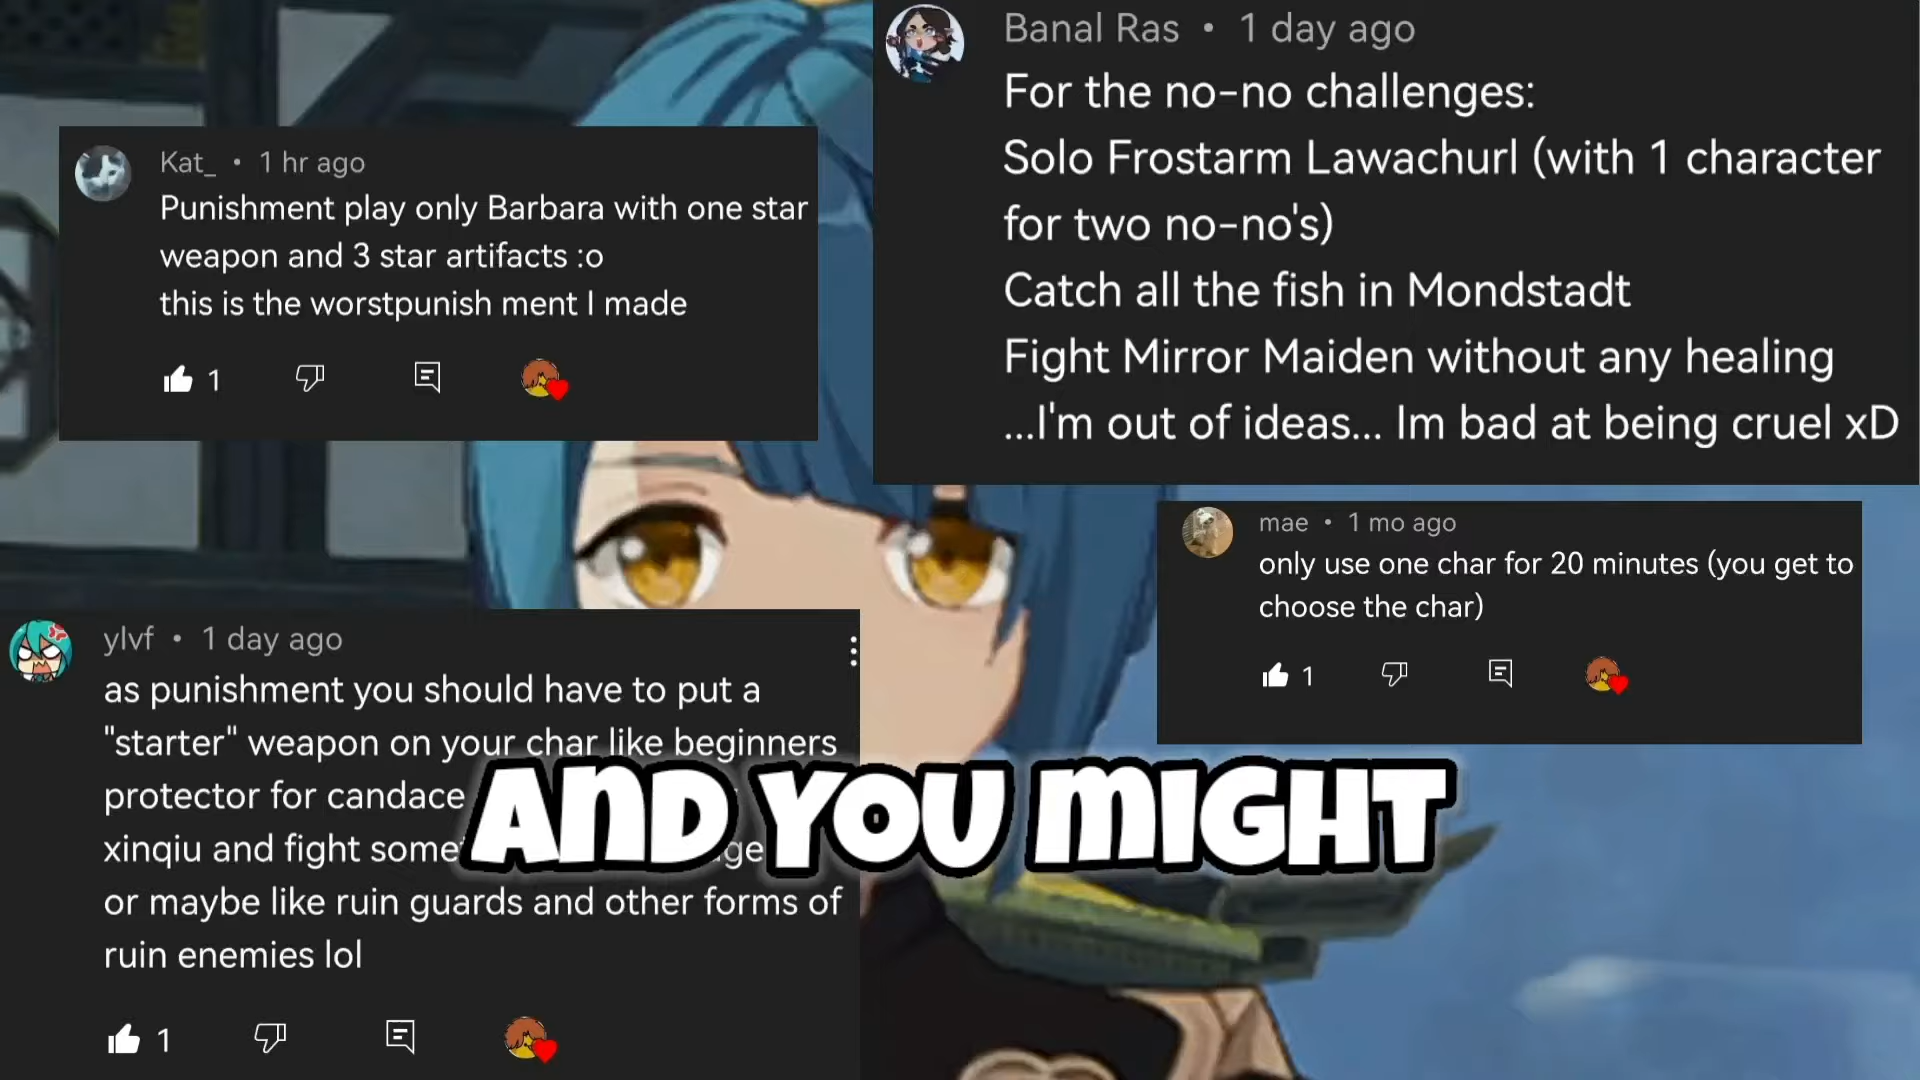 Banal Ras • 1 day ago
For the no-no challenges:
Solo Frostarm Lawachurl (with 1 character
for two no-no's)
Catch all the fish in Mondstadt
Fight Mirror Maiden without any healing
...I'm out of ideas... Im bad at being cruel xD
Kat_ • 1 hr ago
Punishment play only Barbara with one star
weapon and 3 star artifacts :o
this is the worstpunish ment I made
1
mae • 1 mo ago
only use one char for 20 minutes (you get to
choose the char)
1
ylvf • 1 day ago
as punishment you should have to put a
"starter" weapon on your char like beginners
protector for candace
xinqiu and fight
or maybe like ruin guards and other forms of
ruin enemies lol
1
AND YOU MIGHT